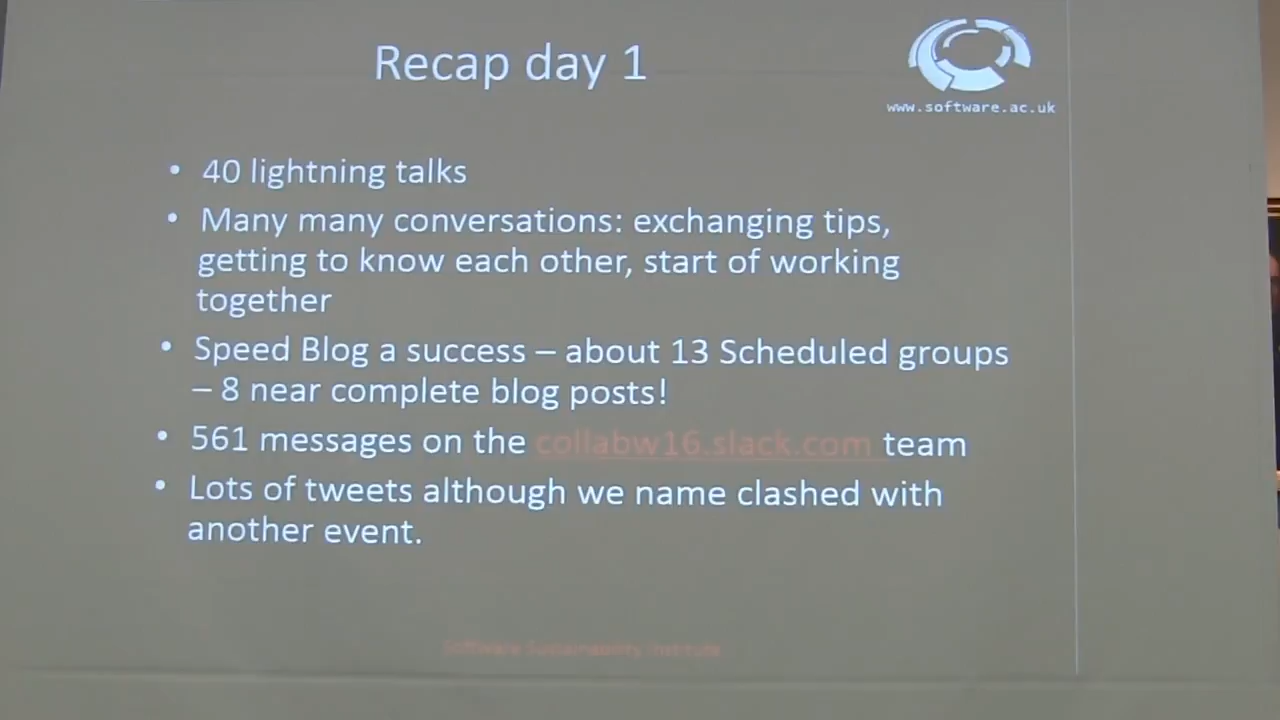 Recap day 1
www.software.ac.uk
• 40 lightning talks
• Many many conversations: exchanging tips,
getting to know each other, start of working
together
• Speed Blog a success – about 13 Scheduled groups
– 8 near complete blog posts!
• 561 messages on the collabw16.slack.com team
• Lots of tweets although we name clashed with
another event.
Software Sustainability Institute